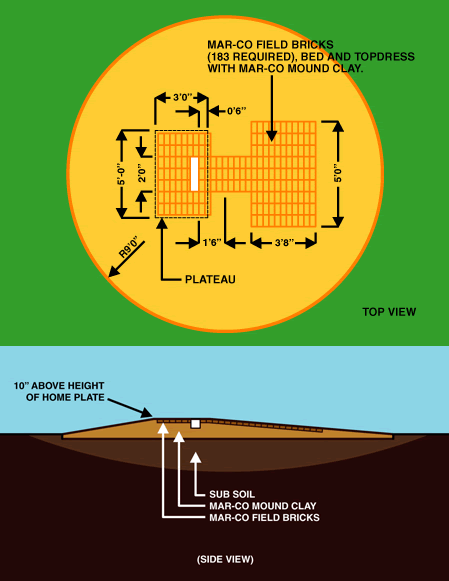 MAR-CO FIELD BRICKS
(183 REQUIRED), BED AND TOPDRESS
WITH MAR-CO MOUND CLAY.
3'0"
0'6"
5'-0"
2'0"
5'0"
1'6"
3'8"
R9'0"
PLATEAU
TOP VIEW
10" ABOVE HEIGHT
OF HOME PLATE
SUB SOIL
MAR-CO MOUND CLAY
MAR-CO FIELD BRICKS
(SIDE VIEW)